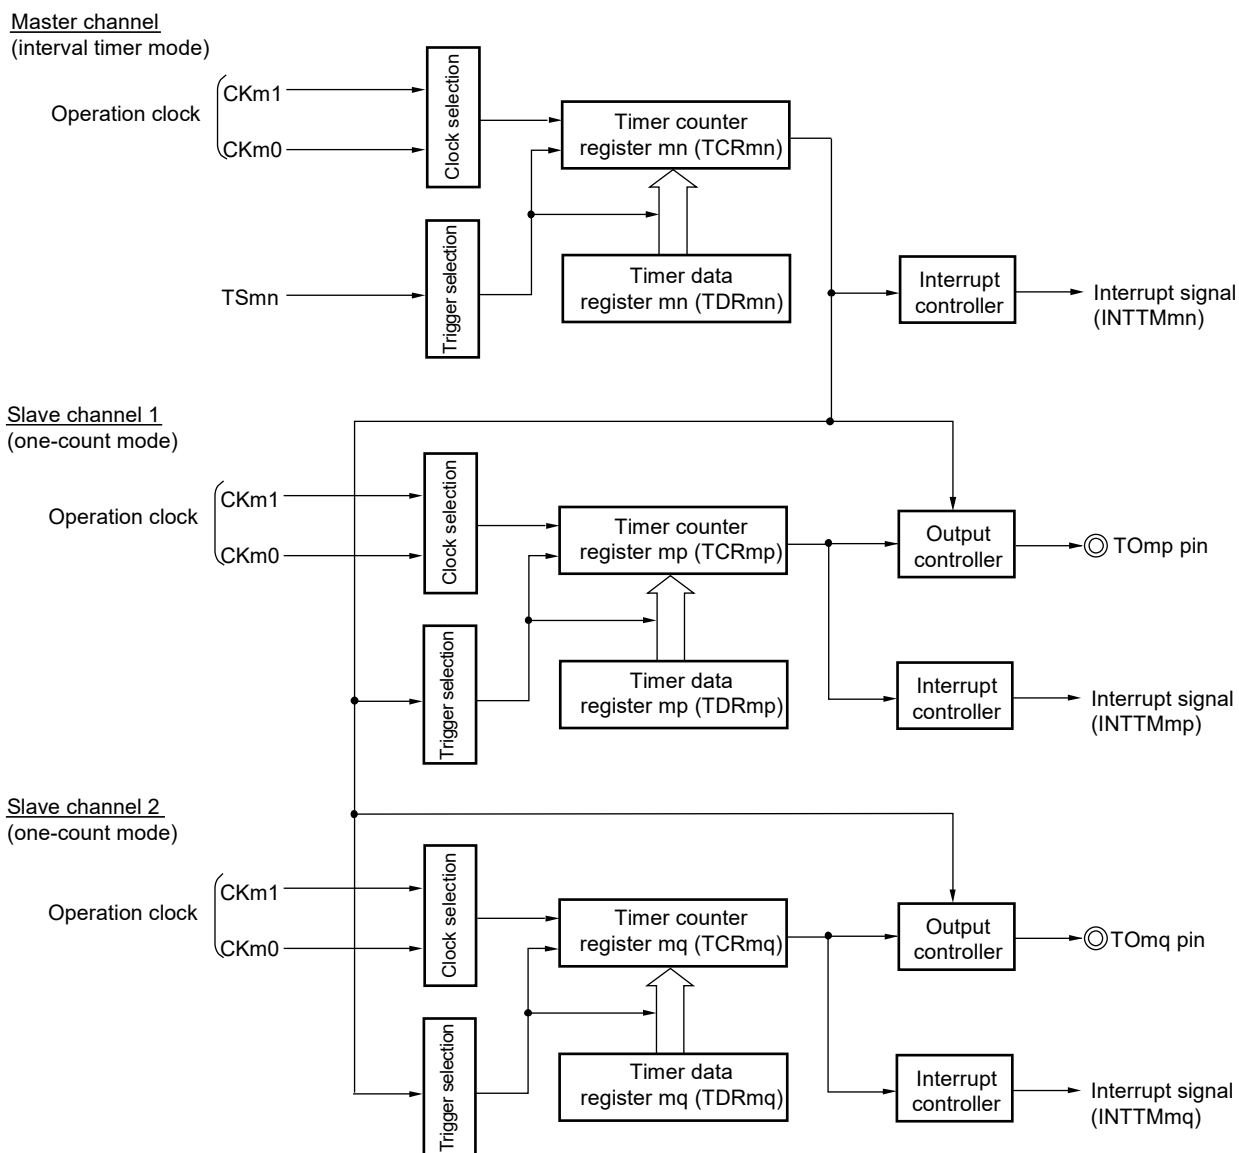 Master channel
(interval timer mode)
Operation clock
CKm1
CKm0
Clock selection
Timer counter
register mn (TCRmn)
TSmn
Trigger selection
Timer data
register mn (TDRmn)
Interrupt
controller
Interrupt signal
(INTTMmn)
Slave channel 1
(one-count mode)
Operation clock
CKm1
CKm0
Clock selection
Timer counter
register mp (TCRmp)
Output
controller
TOmp pin
Trigger selection
Timer data
register mp (TDRmp)
Interrupt
controller
Interrupt signal
(INTTMmp)
Slave channel 2
(one-count mode)
Operation clock
CKm1
CKm0
Clock selection
Timer counter
register mq (TCRmq)
Output
controller
TOmq pin
Trigger selection
Timer data
register mq (TDRmq)
Interrupt
controller
Interrupt signal
(INTTMmq)